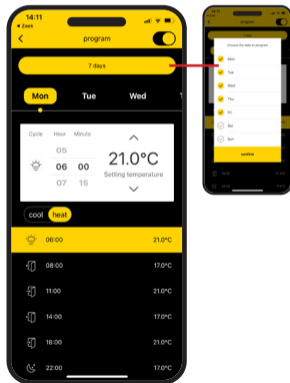 14:11
Zoek
program
7 days
Mon Tue Wed
Cycle Hour Minute
05
06 00
07 15
21.0°C
Setting temperature
cool heat
06:00 21.0°C
08:00 17.0°C
11:00 21.0°C
14:00 17.0°C
18:00 21.0°C
22:00 17.0°C
program
Choose the date to program
Mon
Tue
Wed
Thu
Fri
Sat
Sun
confirm